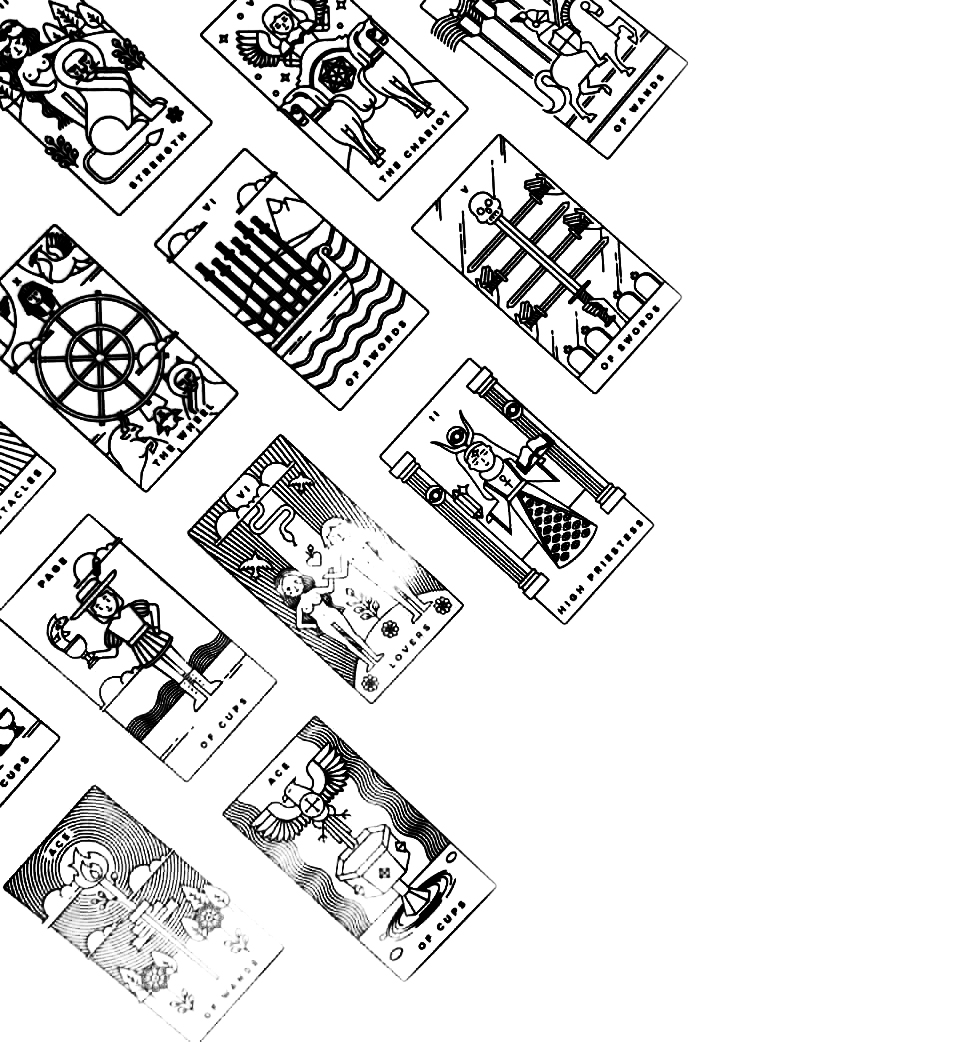 STRENGTH
V
THE CHARIOT
OF WANDS
VI
OF SWORDS
V
OF SWORDS
THE WHEEL
TACLES
VI
LOVERS
II
HIGH PRIESTESS
PAGE
OF CUPS
CUPS
ACE
OF WANDS
ACE
OF CUPS